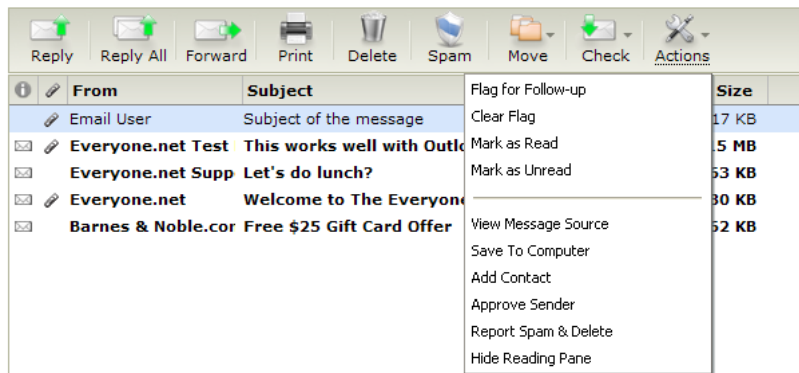 Reply Reply All Forward Print Delete Spam Move Check Actions
From Subject Size
Email User Subject of the message 17 KB
Everyone.net Test This works well with Outlo 5 MB
Everyone.net Supp Let's do lunch? 53 KB
Everyone.net Welcome to The Everyone 30 KB
Barnes & Noble.cor Free $25 Gift Card Offer 52 KB
Flag for Follow-up
Clear Flag
Mark as Read
Mark as Unread
View Message Source
Save To Computer
Add Contact
Approve Sender
Report Spam & Delete
Hide Reading Pane